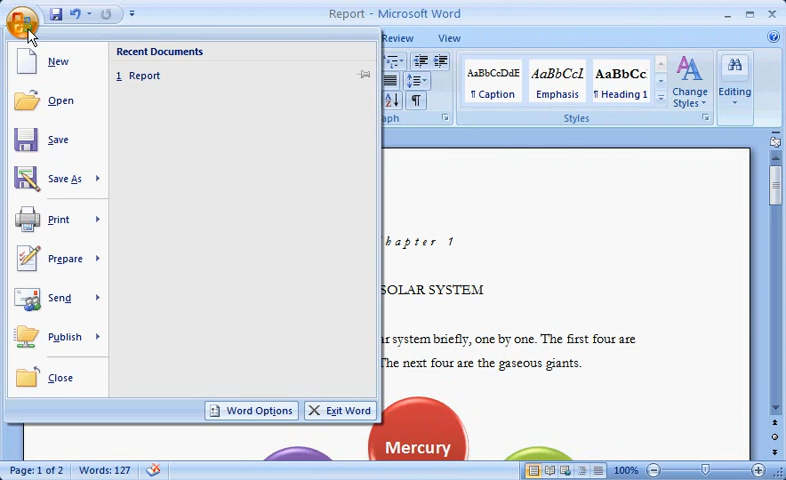 Report - Microsoft Word
Review View
AaBbCcDdE AaBbCcL AaBbCc
¶ Caption Emphasis ¶ Heading 1
Change Styles
Editing
Styles
New
Open
Save
Save As
Print
Prepare
Send
Publish
Close
Recent Documents
1 Report
Word Options
Exit Word
hapter 1
SOLAR SYSTEM
system briefly, one by one. The first four are
The next four are the gaseous giants.
Mercury
Page: 1 of 2 Words: 127
100%